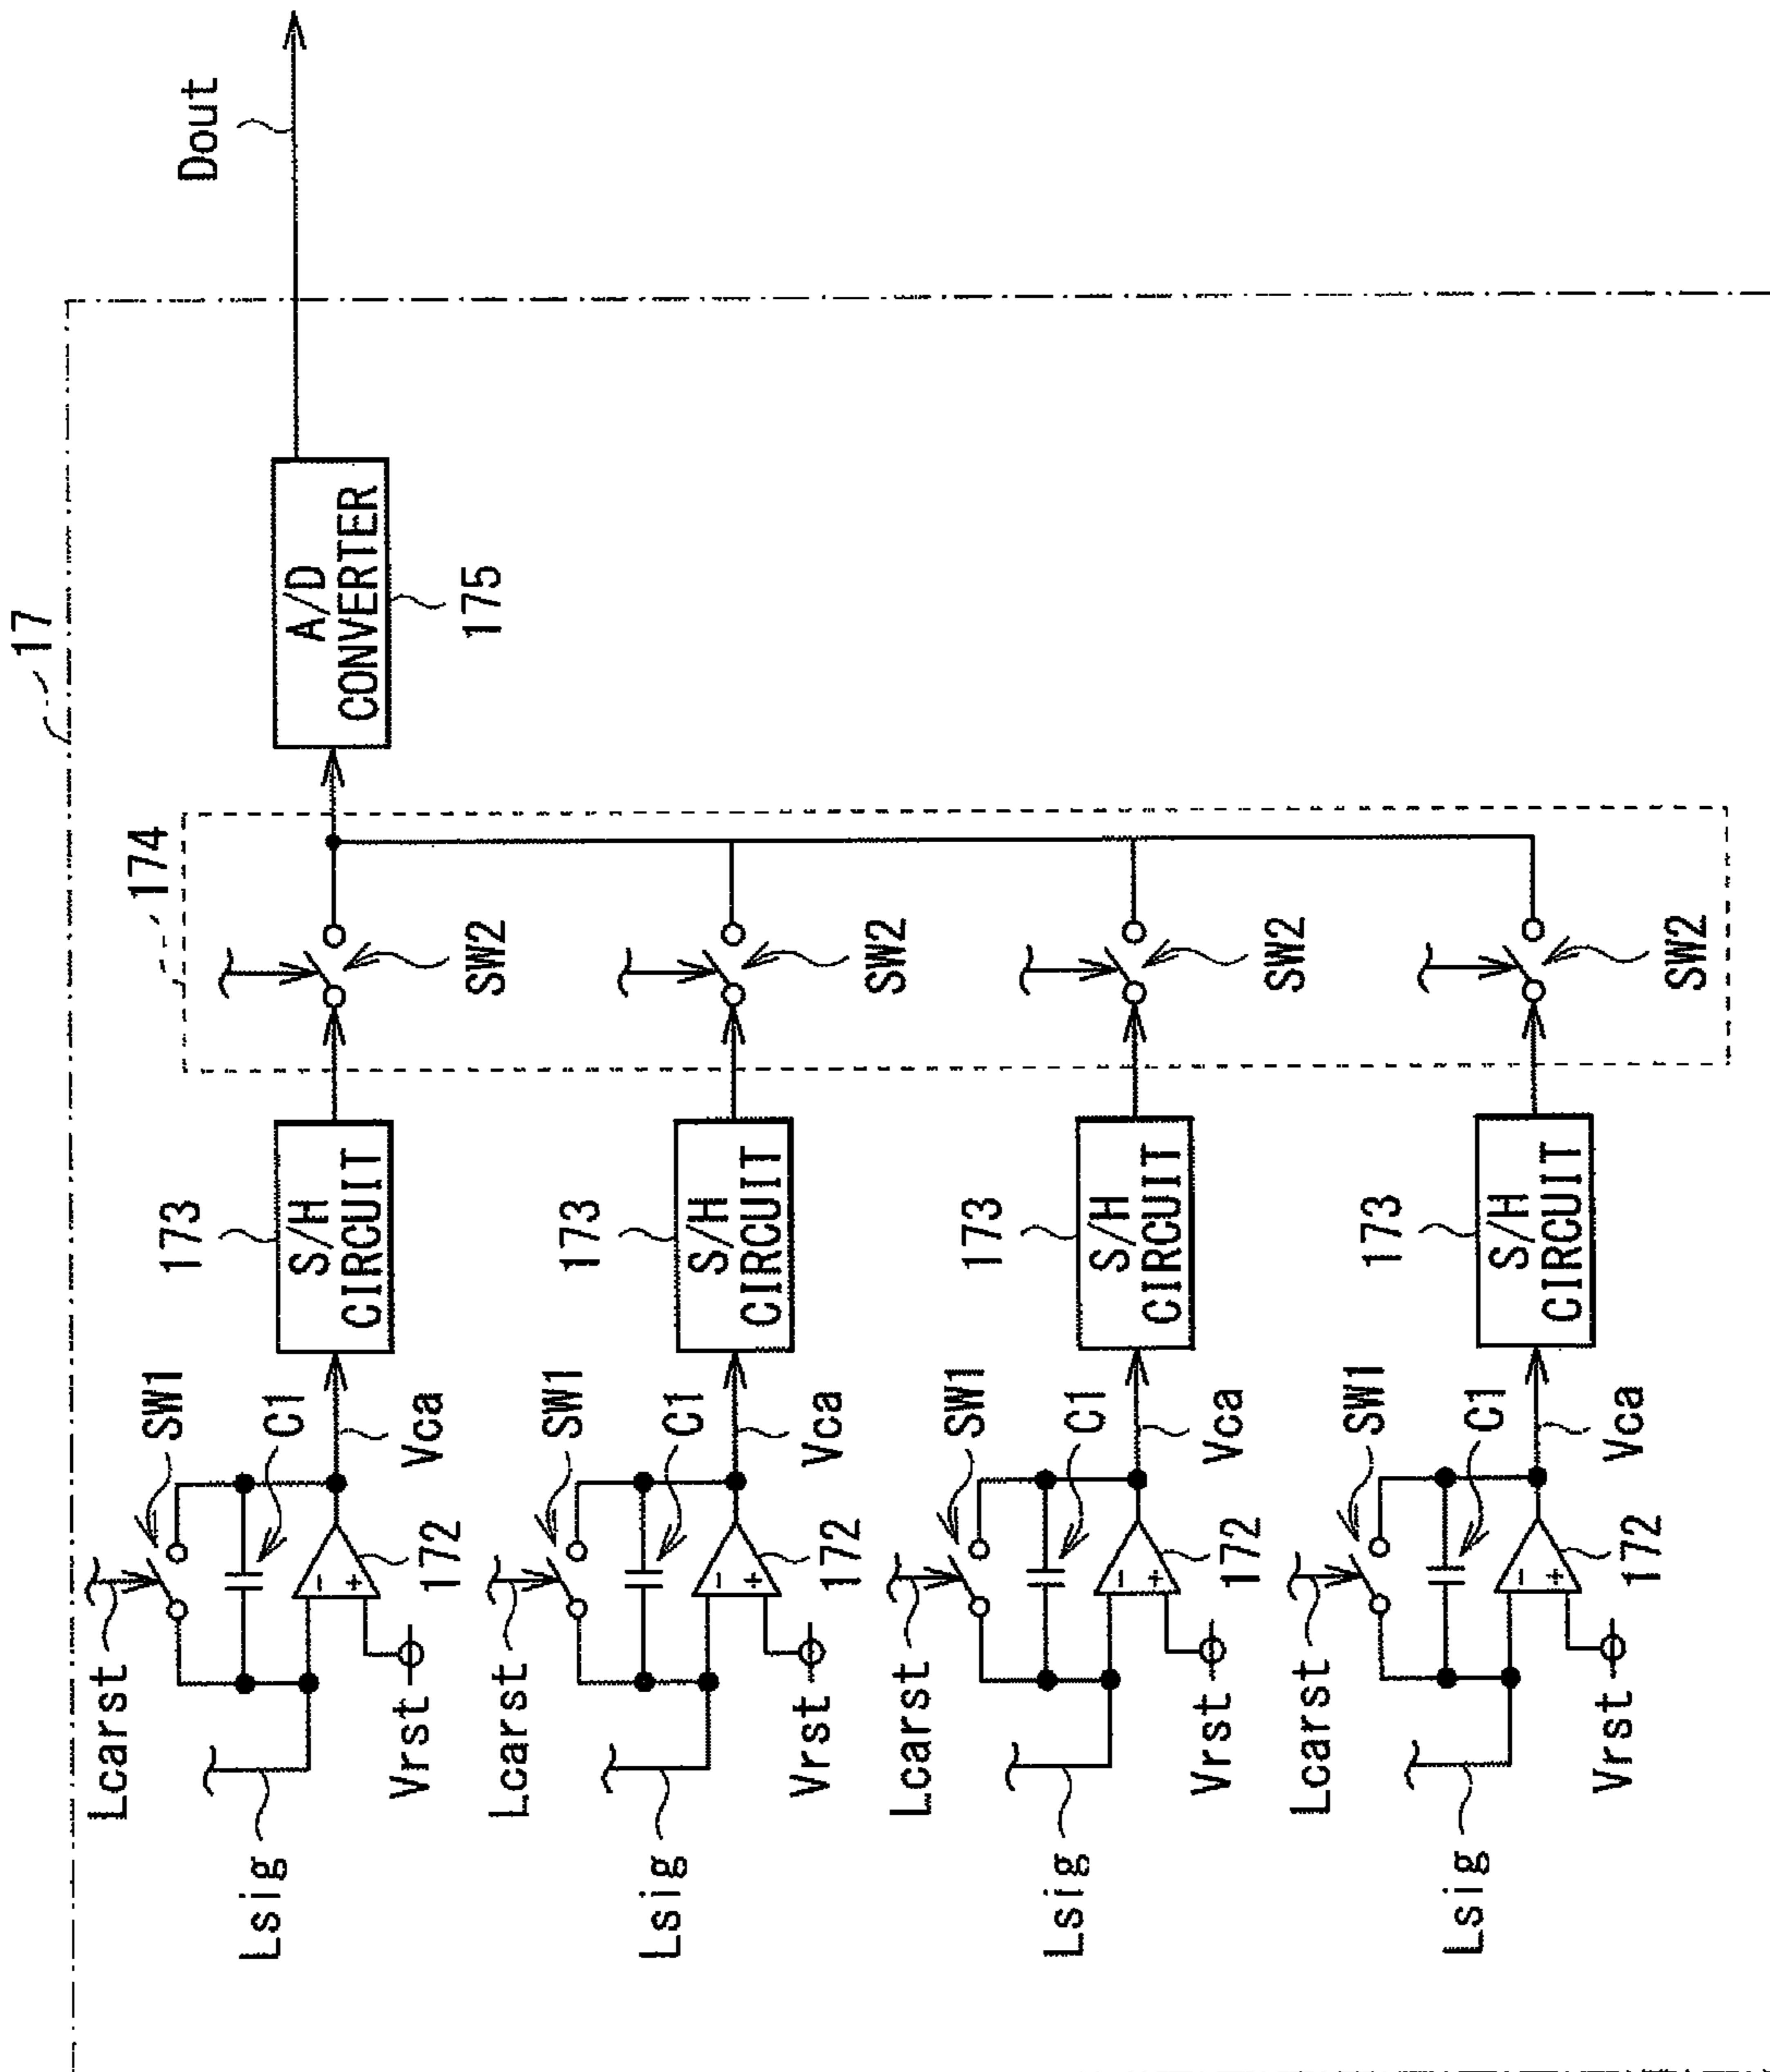 17
Dout
A/D
CONVERTER
175
174
SW2
SW2
SW2
SW2
173
S/H
CIRCUIT
173
S/H
CIRCUIT
173
S/H
CIRCUIT
173
S/H
CIRCUIT
Lcarst
SW1
C1
Vca
-
+
172
Vrst
Lsig
Lcarst
SW1
C1
Vca
-
+
172
Vrst
Lsig
Lcarst
SW1
C1
Vca
-
+
172
Vrst
Lsig
Lcarst
SW1
C1
Vca
-
+
172
Vrst
Lsig